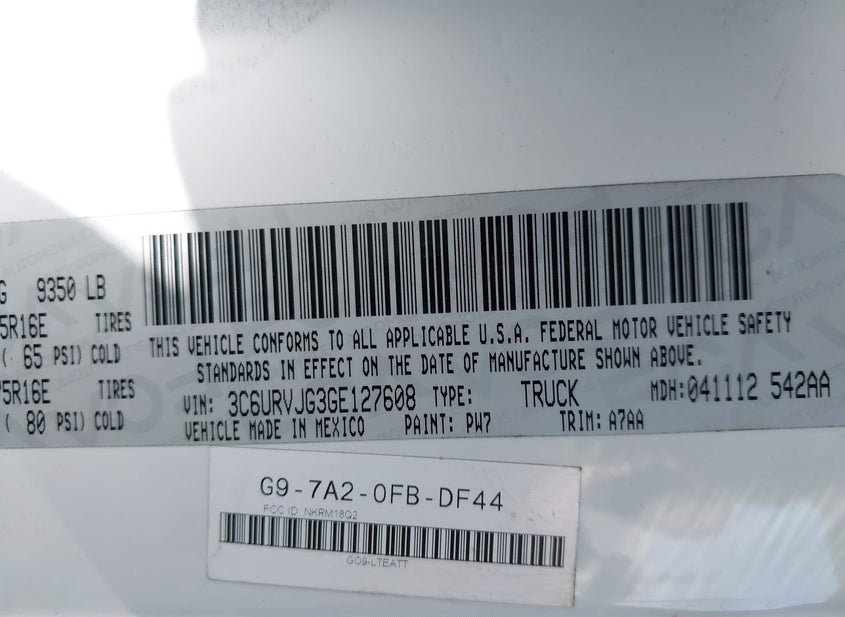 G 9350 LB
5R16E TIRES
( 65 PSI) COLD
5R16E TIRES
( 80 PSI) COLD
THIS VEHICLE CONFORMS TO ALL APPLICABLE U.S.A. FEDERAL MOTOR VEHICLE SAFETY
STANDARDS IN EFFECT ON THE DATE OF MANUFACTURE SHOWN ABOVE.
VIN: 3C6URVJG3GE127608 TYPE: TRUCK MDH:041112 542AA
VEHICLE MADE IN MEXICO PAINT: PW7 TRIM: A7AA
G9-7A2-0FB-DF44
FCC ID: NKRM18Q2
GO9-LTEATT